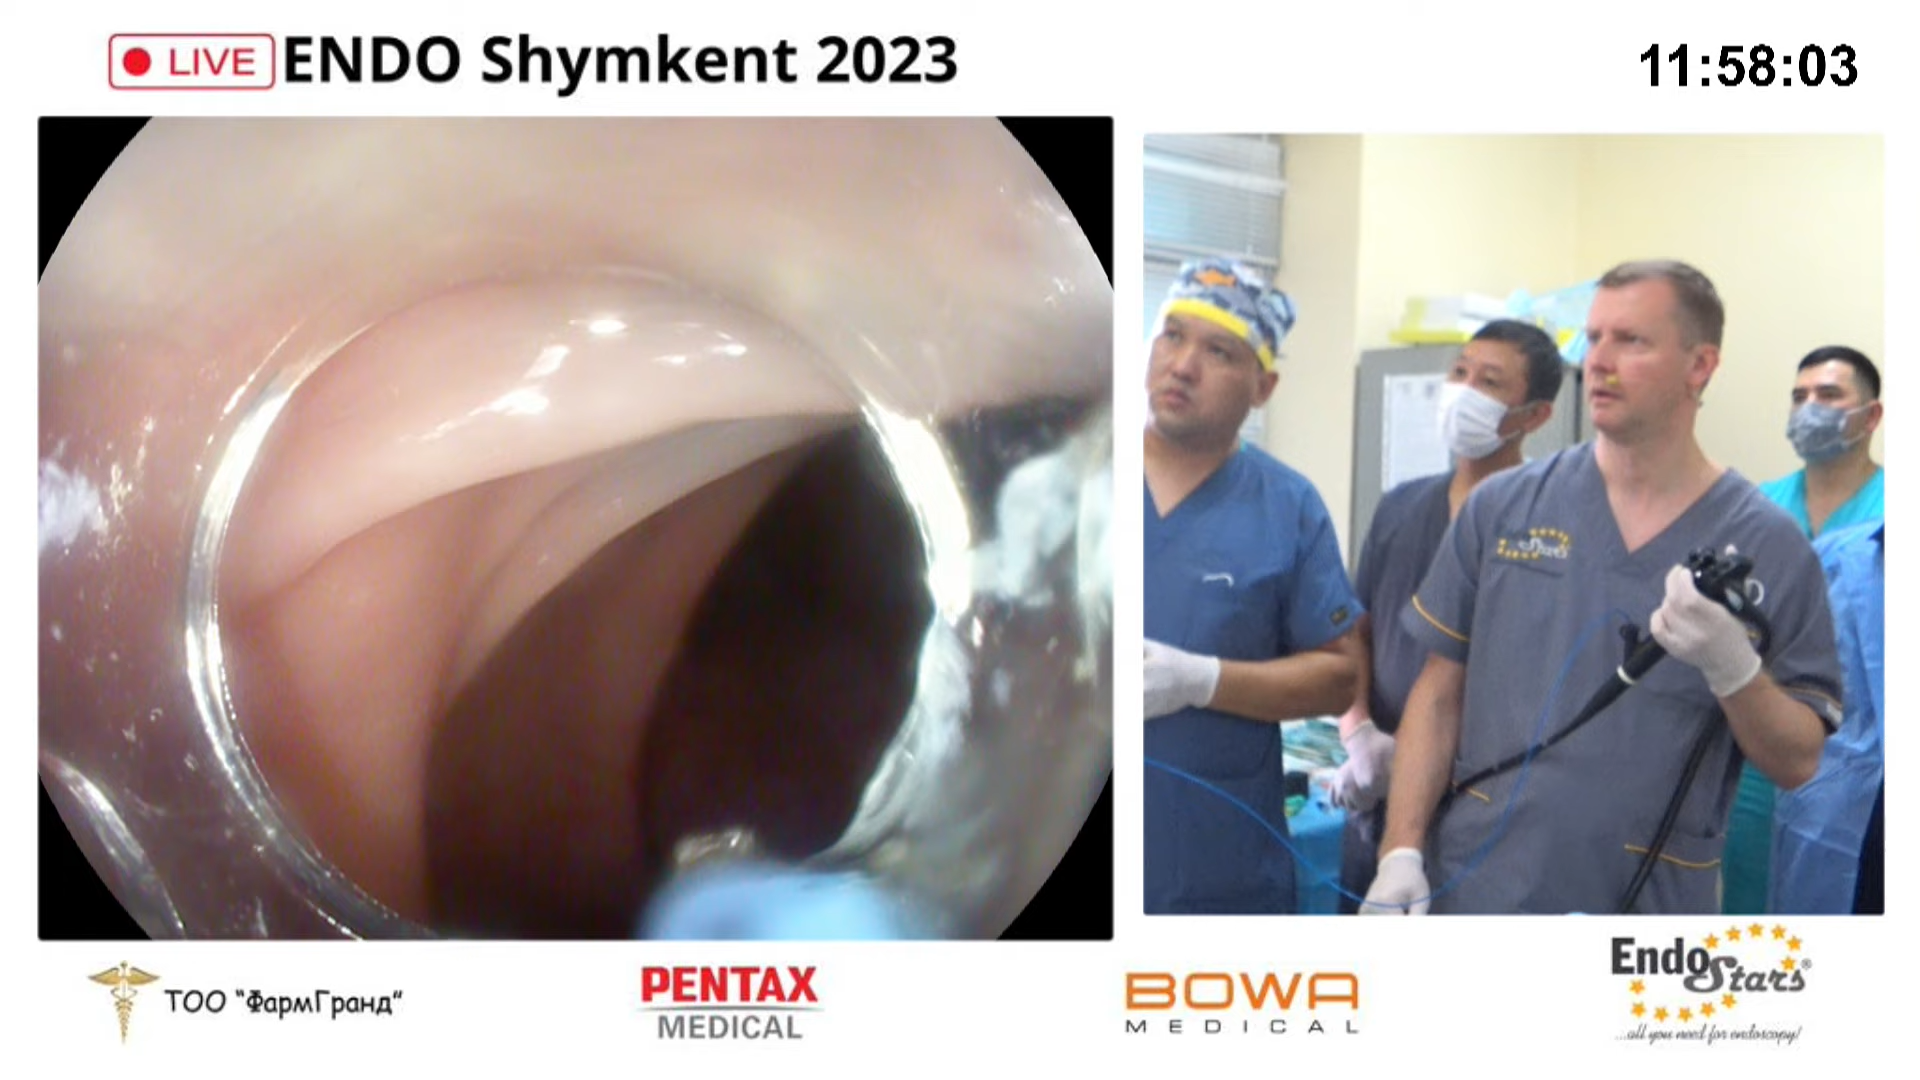 LIVE ENDO Shymkent 2023
11:58:03
ТОО "ФармГранд"
PENTAX
MEDICAL
BOWA
MEDICAL
Endo
Stars®
...all you need for endoscopy!